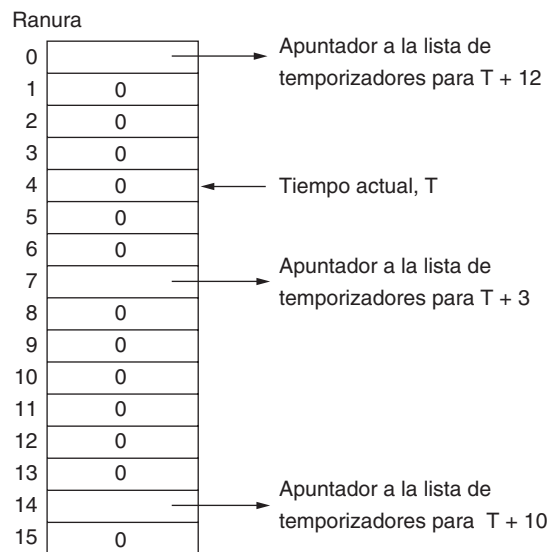 Ranura
0
Apuntador a la lista de
temporizadores para T + 12
1 0
2 0
3 0
4 0
Tiempo actual, T
5 0
6 0
7
Apuntador a la lista de
temporizadores para T + 3
8 0
9 0
10 0
11 0
12 0
13 0
14
Apuntador a la lista de
temporizadores para T + 10
15 0